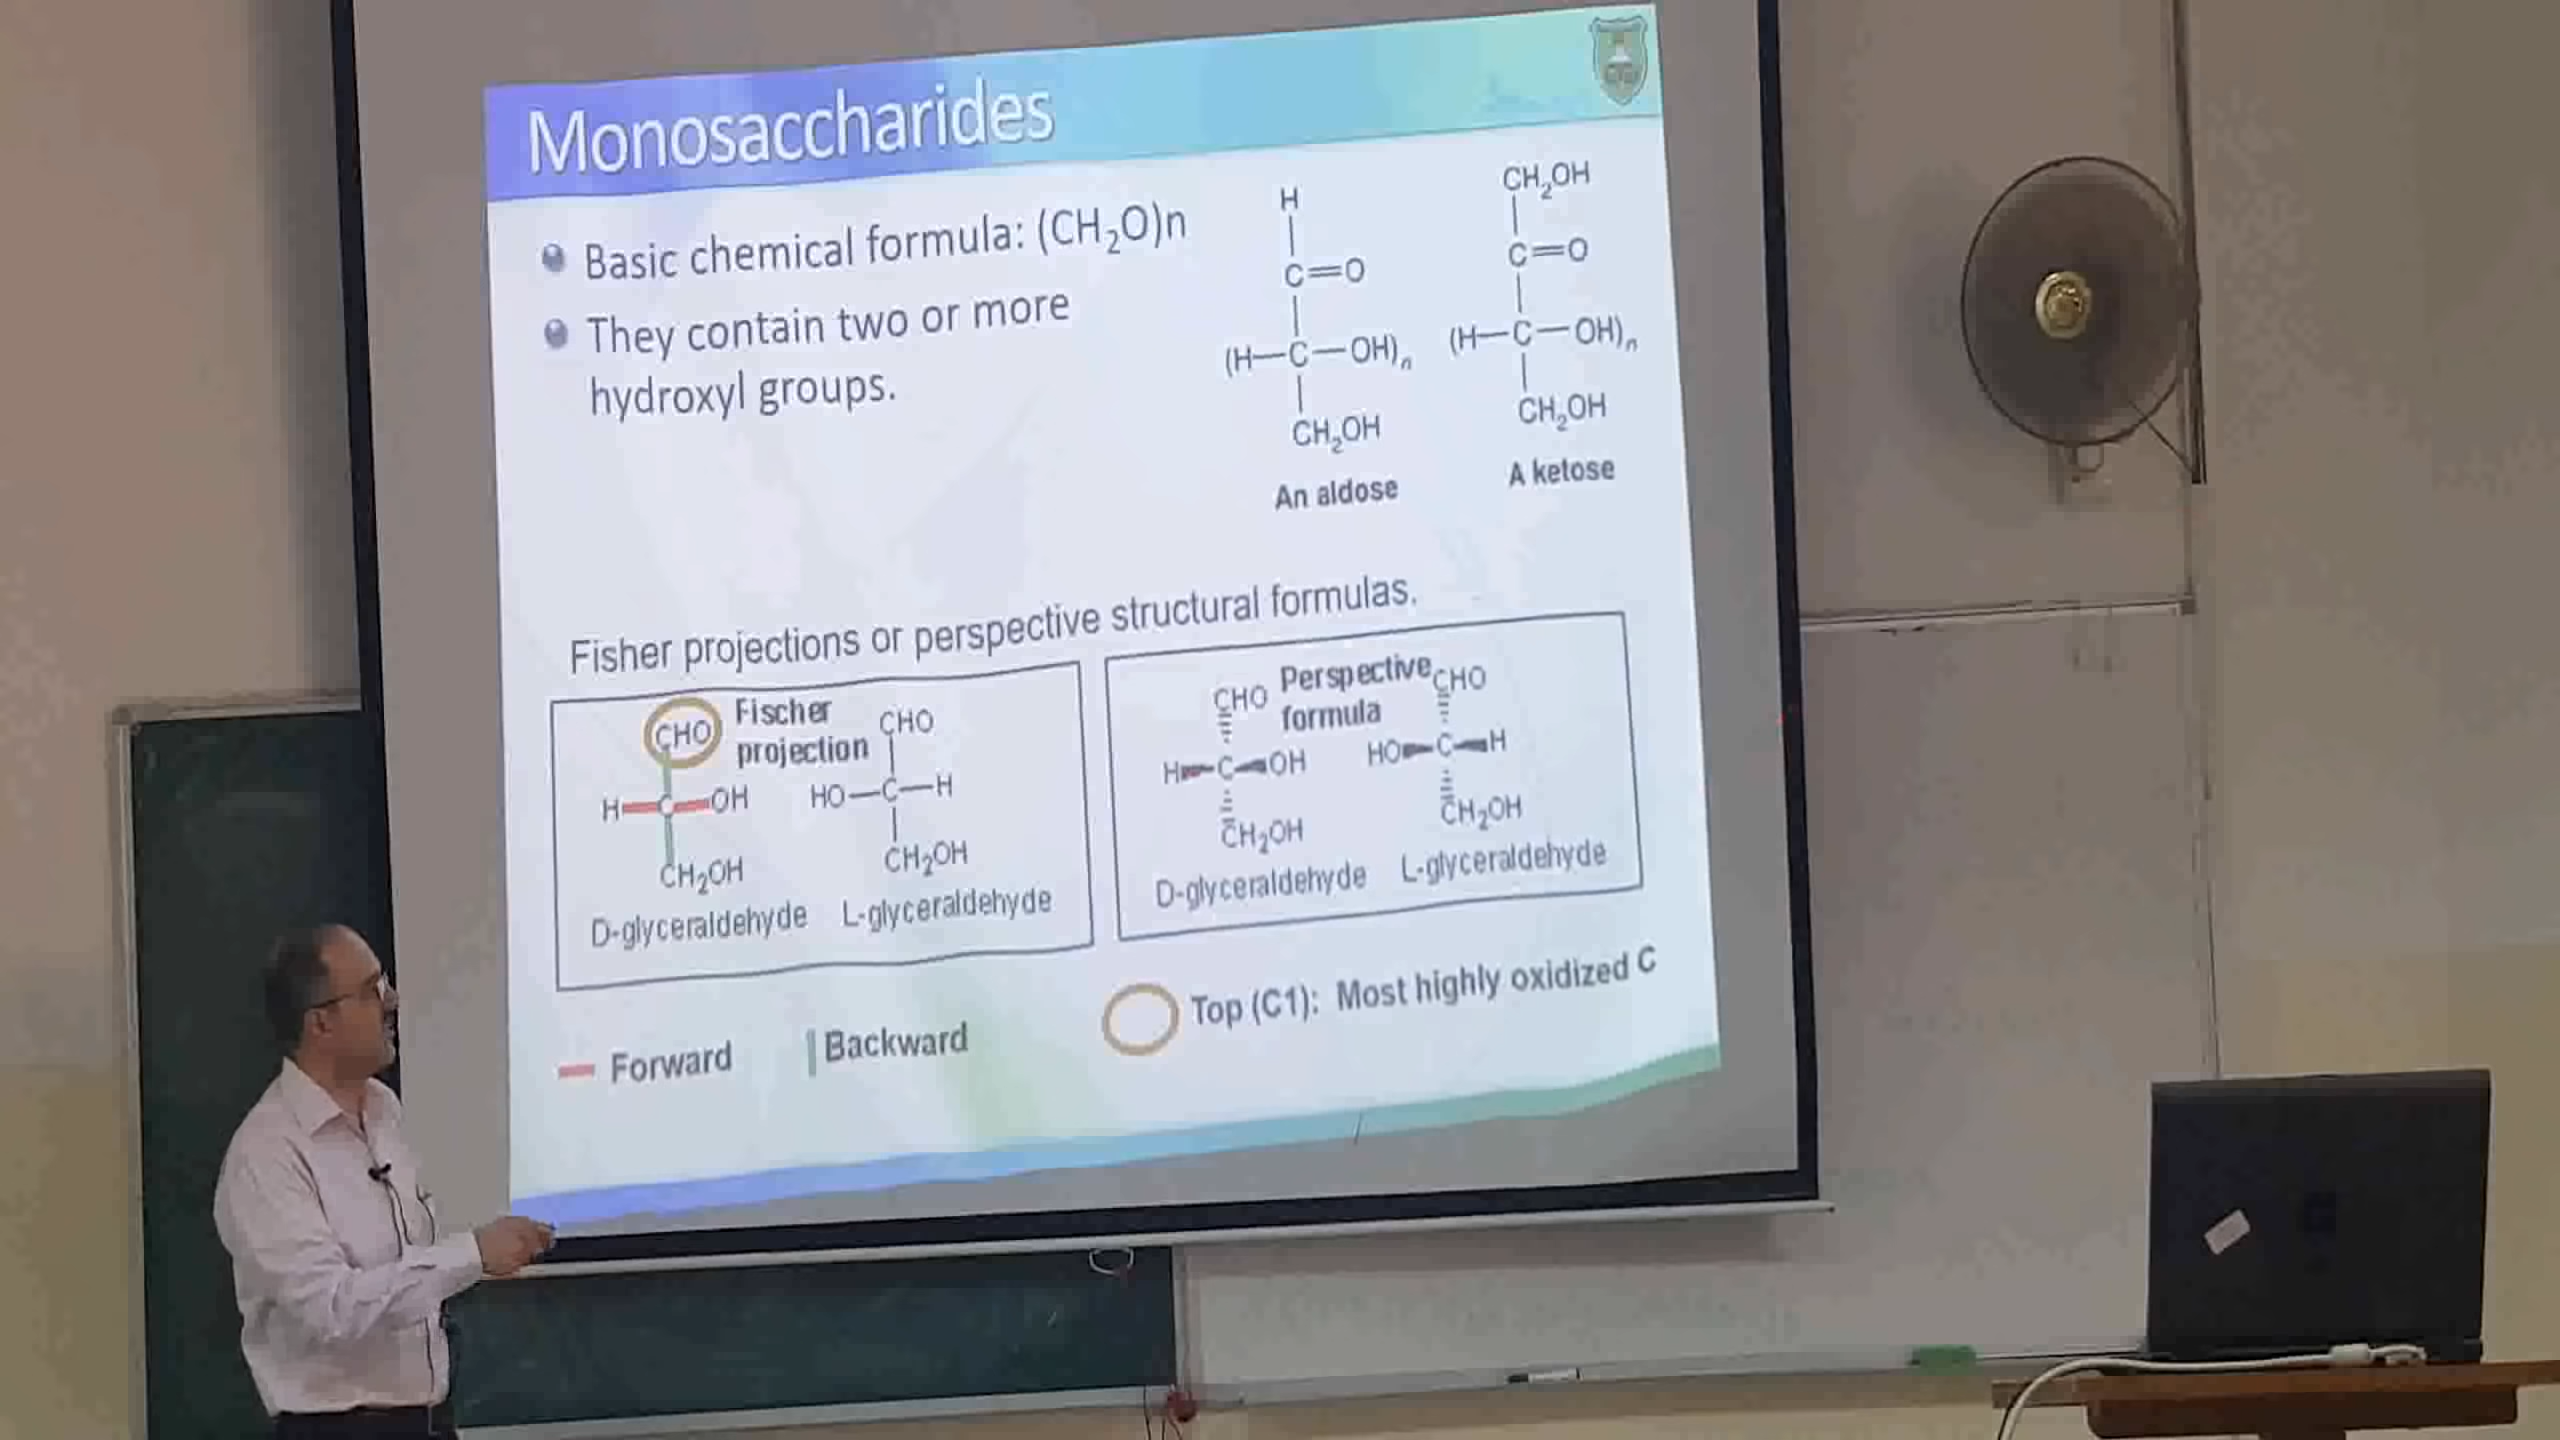 Monosaccharides
Basic chemical formula: (CH₂O)n
They contain two or more
hydroxyl groups.
H
C=O
(H—C—OH)ₙ
CH₂OH
An aldose
CH₂OH
C=O
(H—C—OH)ₙ
CH₂OH
A ketose
Fisher projections or perspective structural formulas.
CHO
Fischer
projection
H—C—OH
CH₂OH
D-glyceraldehyde
CHO
HO—C—H
CH₂OH
L-glyceraldehyde
CHO
Perspective
formula
H—C—OH
CH₂OH
D-glyceraldehyde
CHO
HO—C—H
CH₂OH
L-glyceraldehyde
Forward
Backward
Top (C1): Most highly oxidized C